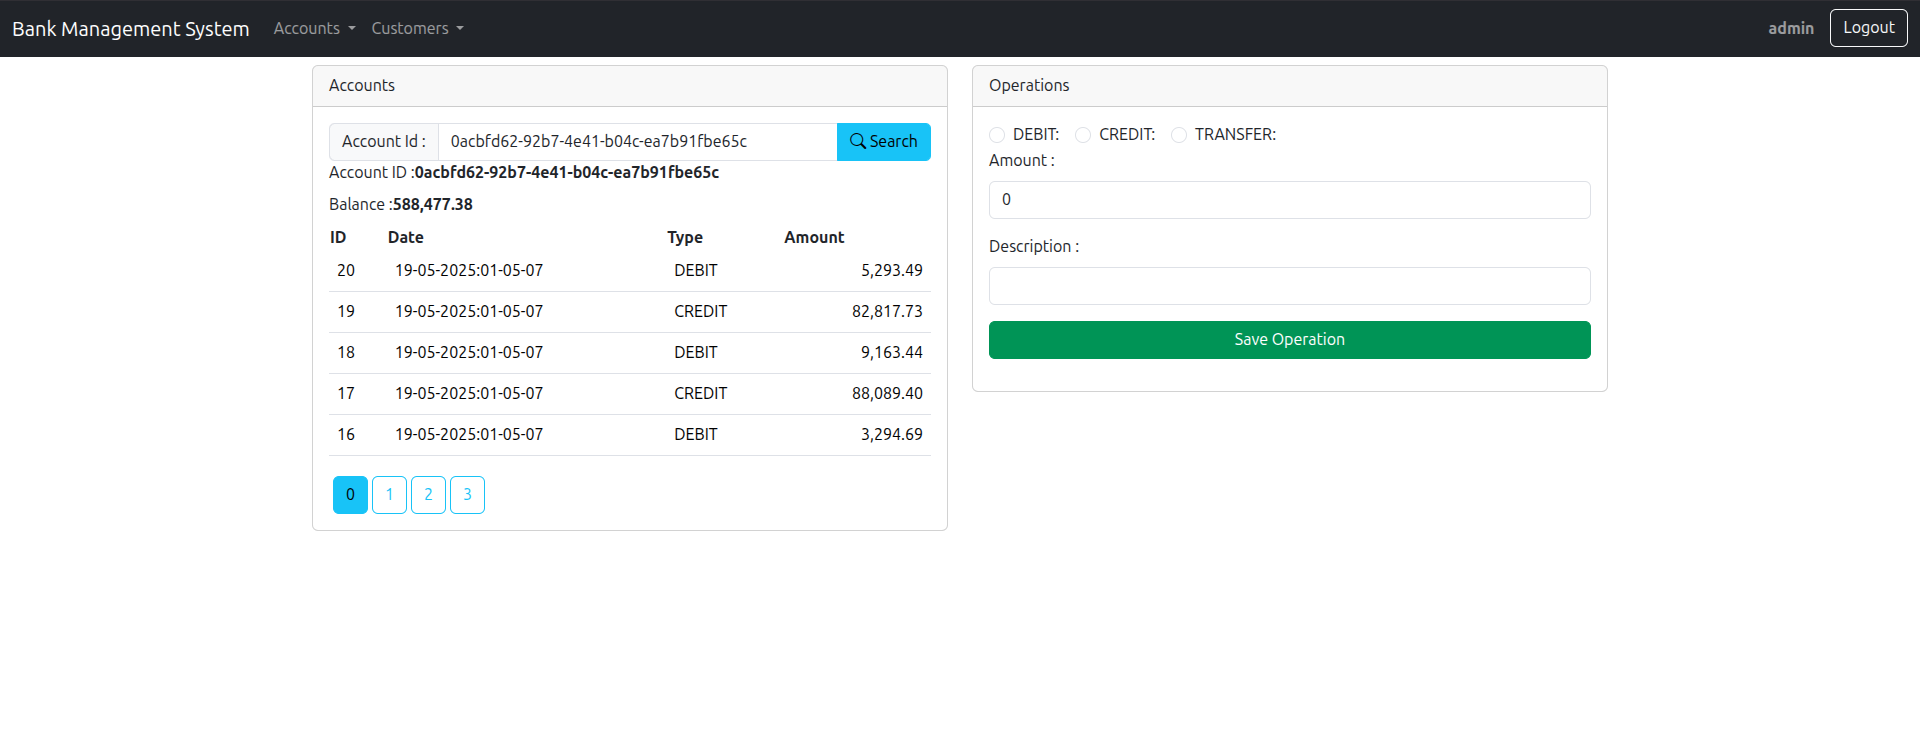 Bank Management System Accounts Customers admin Logout
Accounts
Account Id : 0acbfd62-92b7-4e41-b04c-ea7b91fbe65c Search
Account ID :0acbfd62-92b7-4e41-b04c-ea7b91fbe65c
Balance :588,477.38
ID Date Type Amount
20 19-05-2025:01-05-07 DEBIT 5,293.49
19 19-05-2025:01-05-07 CREDIT 82,817.73
18 19-05-2025:01-05-07 DEBIT 9,163.44
17 19-05-2025:01-05-07 CREDIT 88,089.40
16 19-05-2025:01-05-07 DEBIT 3,294.69
0 1 2 3
Operations
DEBIT: CREDIT: TRANSFER:
Amount :
0
Description :
Save Operation